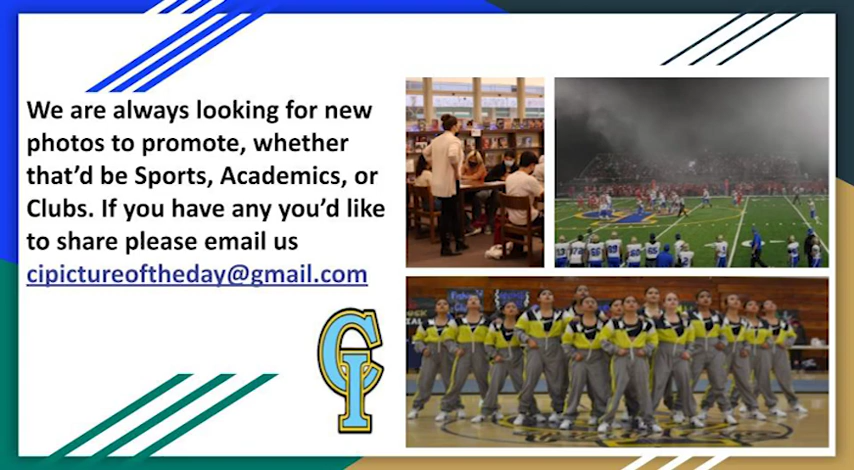 We are always looking for new
photos to promote, whether
that’d be Sports, Academics, or
Clubs. If you have any you’d like
to share please email us
cipictureoftheday@gmail.com
CI